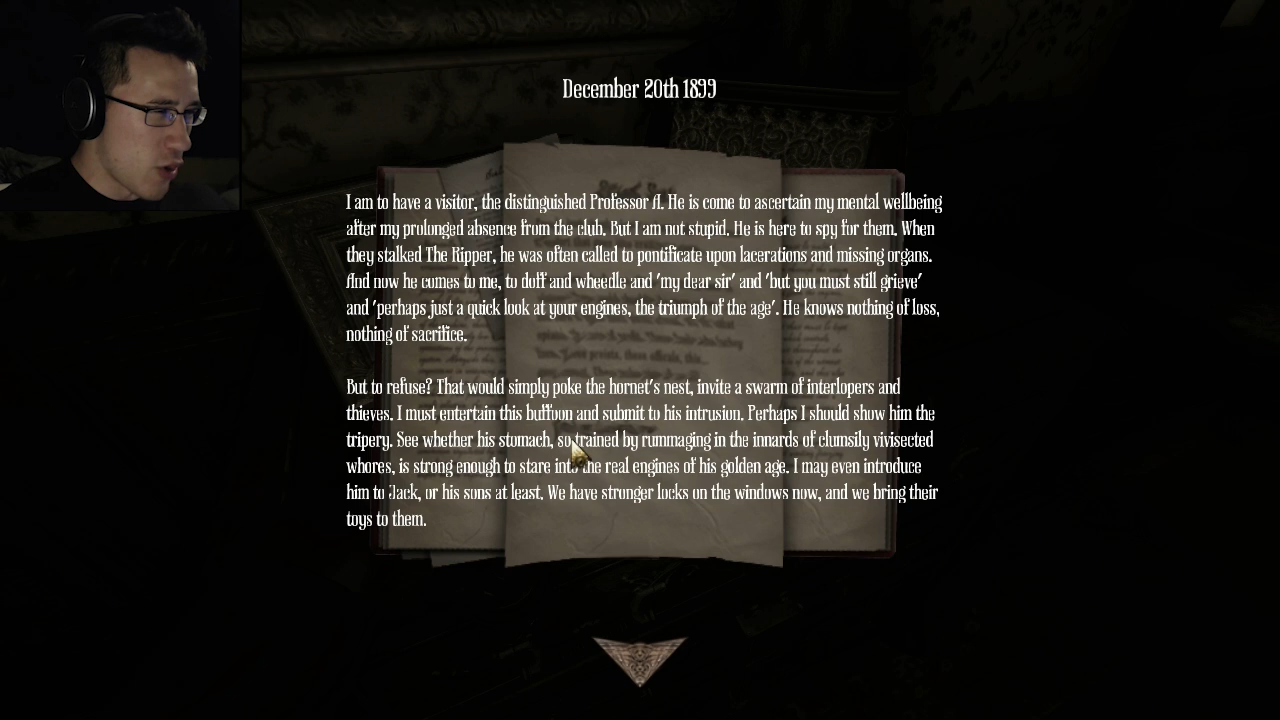 December 20th 1899
I am to have a visitor, the distinguished Professor A. He is come to ascertain my mental wellbeing
after my prolonged absence from the club. But I am not stupid. He is here to spy for them. When
they stalked The Ripper, he was often called to pontificate upon lacerations and missing organs.
And now he comes to me, to doff and wheedle and 'my dear sir' and 'but you must still grieve'
and 'perhaps just a quick look at your engines, the triumph of the age'. He knows nothing of loss,
nothing of sacrifice.
But to refuse? That would simply poke the hornet's nest, invite a swarm of interlopers and
thieves. I must entertain this buffoon and submit to his intrusion. Perhaps I should show him the
tripery. See whether his stomach, so trained by rummaging in the innards of clumsily vivisected
whores, is strong enough to stare into the real engines of his golden age. I may even introduce
him to Jack, or his sons at least. We have stronger locks on the windows now, and we bring their
toys to them.